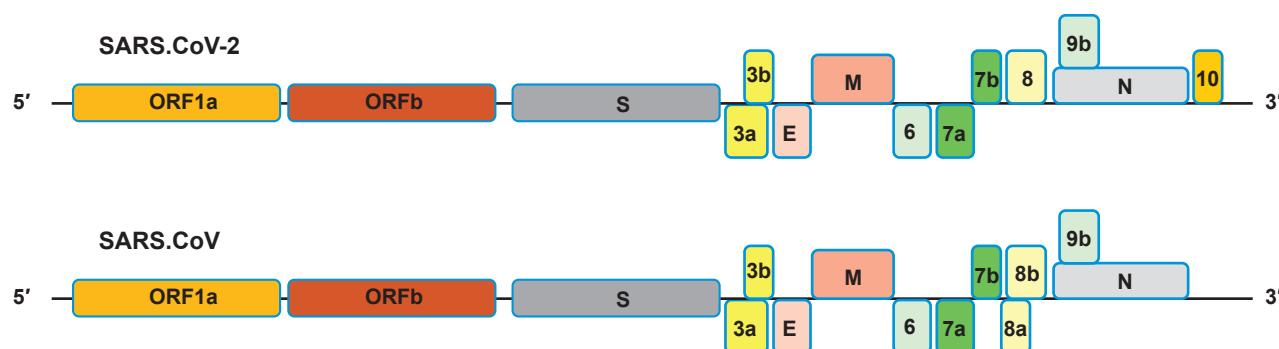 SARS.CoV-2
9b
3b M 7b 8 N 10
5′ ORF1a ORFb S 3′
3a E 6 7a
SARS.CoV
9b
3b M 7b 8b N
5′ ORF1a ORFb S 3′
3a E 6 7a 8a